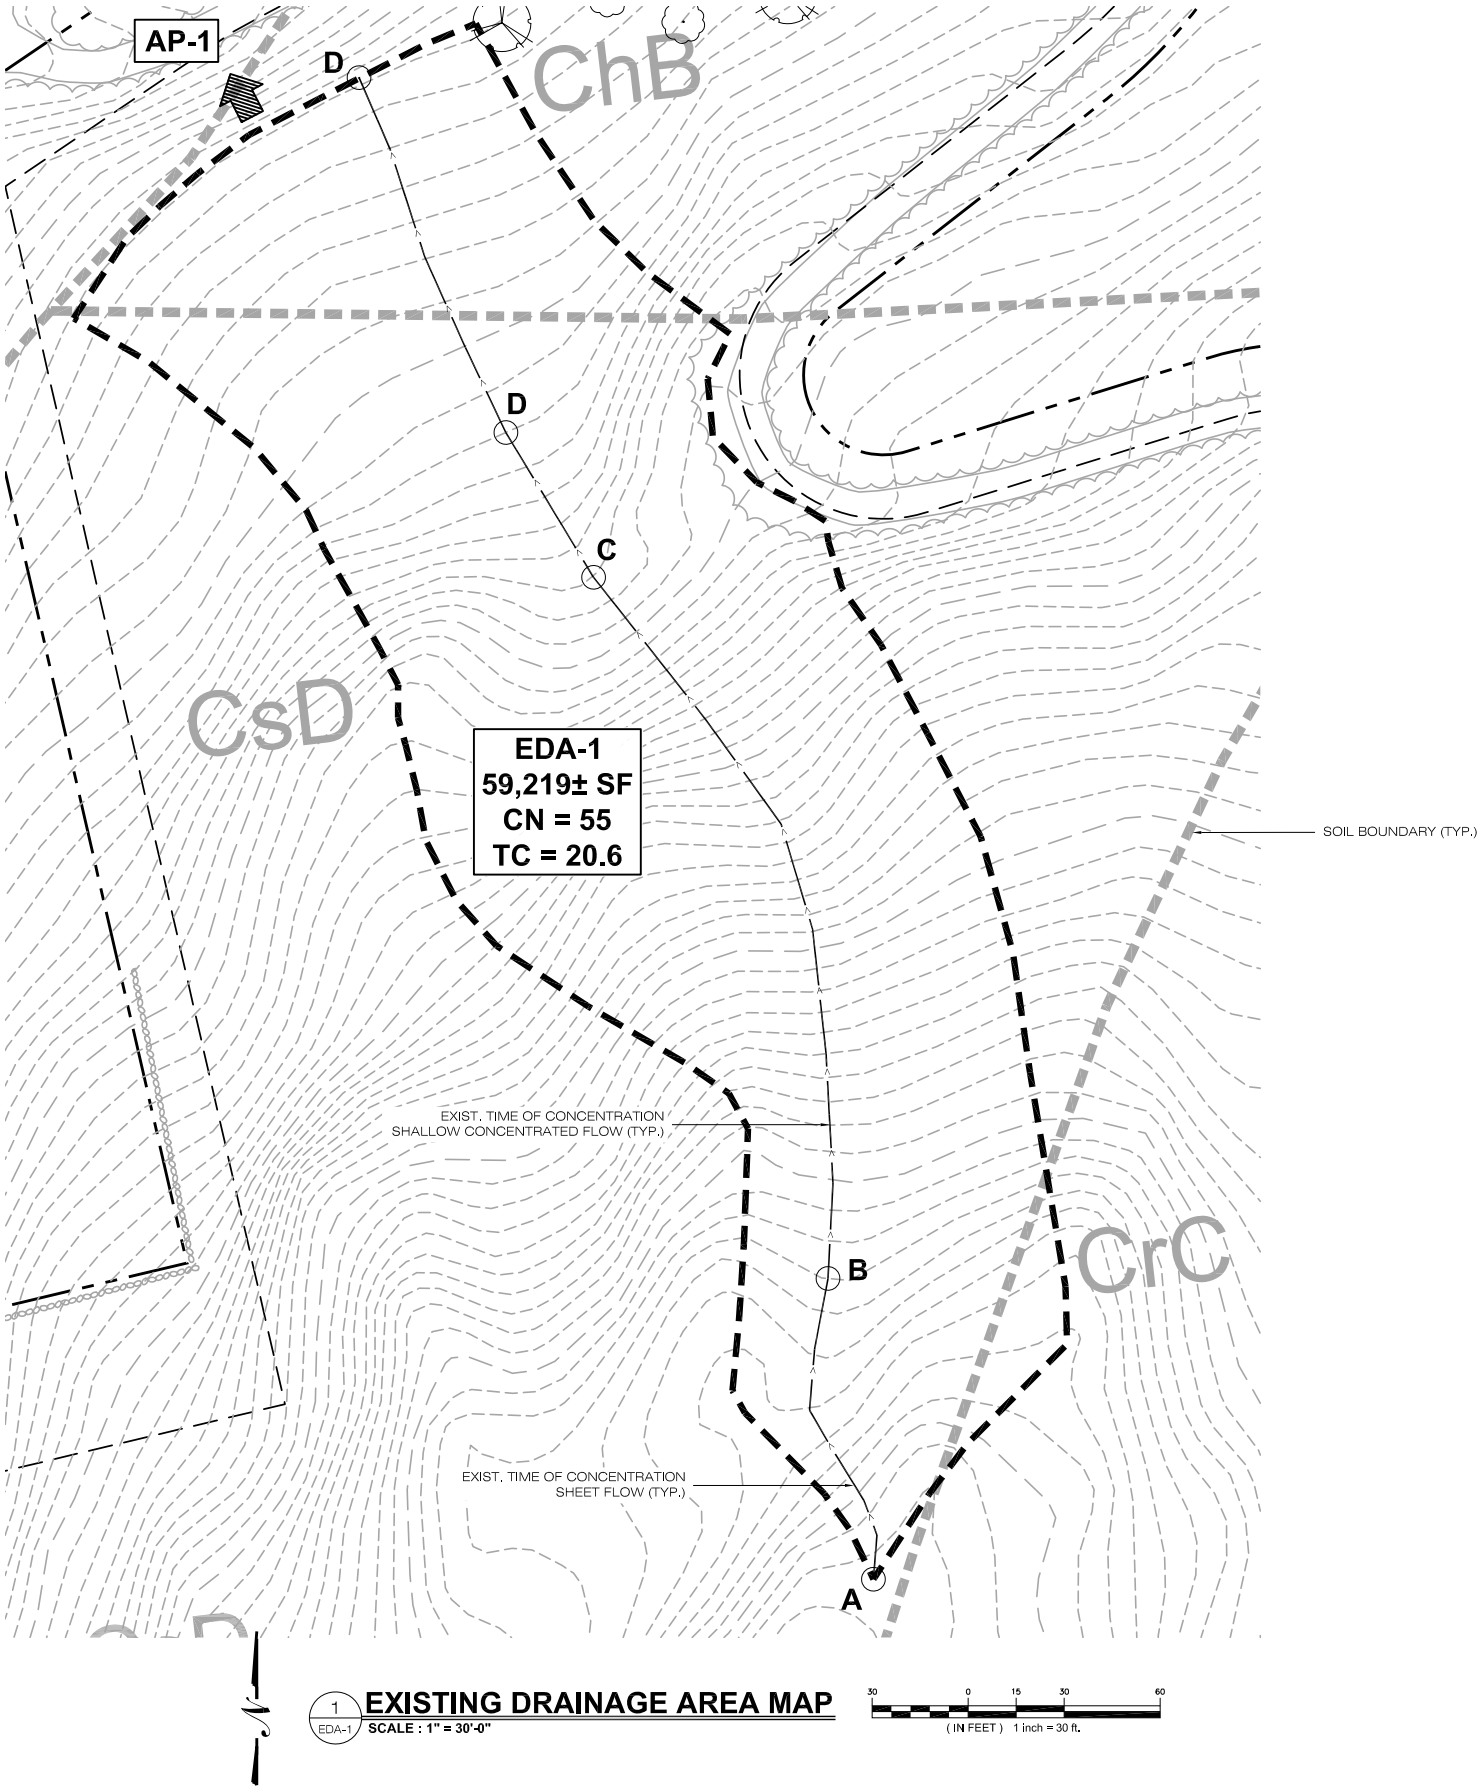 AP-1
D
ChB
D
C
CsD
EDA-1
59,219± SF
CN = 55
TC = 20.6
SOIL BOUNDARY (TYP.)
EXIST. TIME OF CONCENTRATION
SHALLOW CONCENTRATED FLOW (TYP.)
CrC
B
EXIST. TIME OF CONCENTRATION
SHEET FLOW (TYP.)
A
N
1
EDA-1
EXISTING DRAINAGE AREA MAP
SCALE : 1" = 30'-0"
30 0 15 30 60
( IN FEET ) 1 inch = 30 ft.